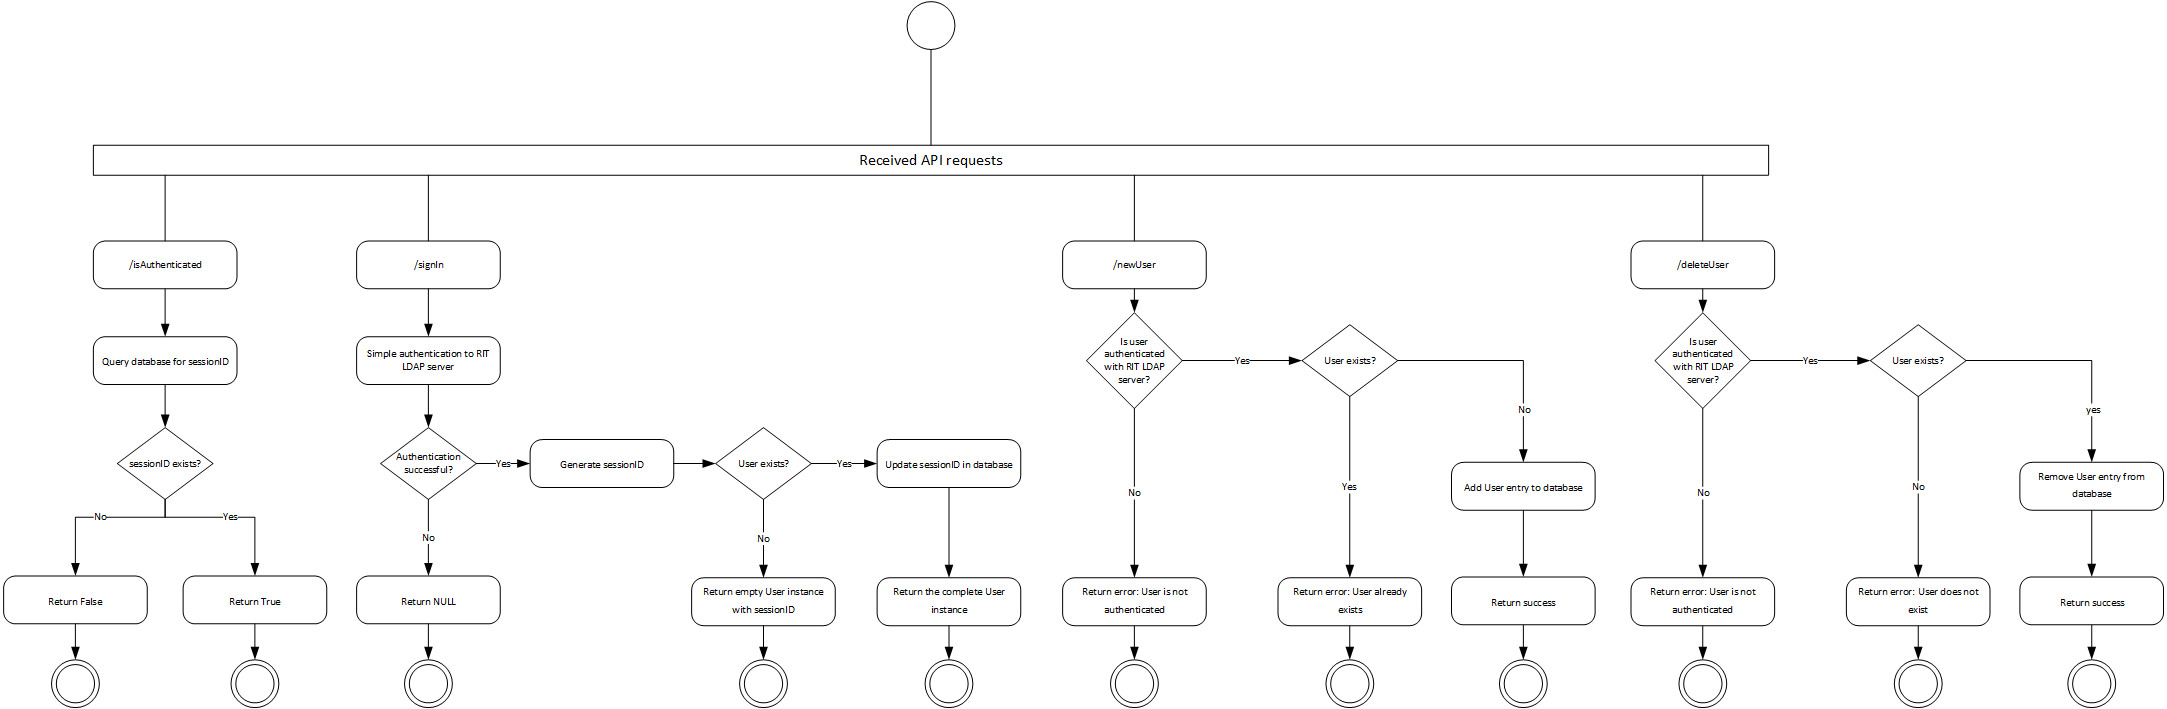 Received API requests
/isAuthenticated
/signIn
/newUser
/deleteUser
Query database for sessionID
Simple authentication to RIT
LDAP server
Is user
authenticated
with RIT LDAP
server?
Yes
User exists?
Is user
authenticated
with RIT LDAP
server?
Yes
User exists?
No
yes
sessionID exists?
Authentication
successful?
Yes
Generate sessionID
User exists?
Yes
Update sessionID in database
No
Yes
Add User entry to database
No
No
Remove User entry from
database
No
Yes
No
No
Return False
Return True
Return NULL
Return empty User instance
with sessionID
Return the complete User
instance
Return error: User is not
authenticated
Return error: User already
exists
Return success
Return error: User is not
authenticated
Return error: User does not
exist
Return success